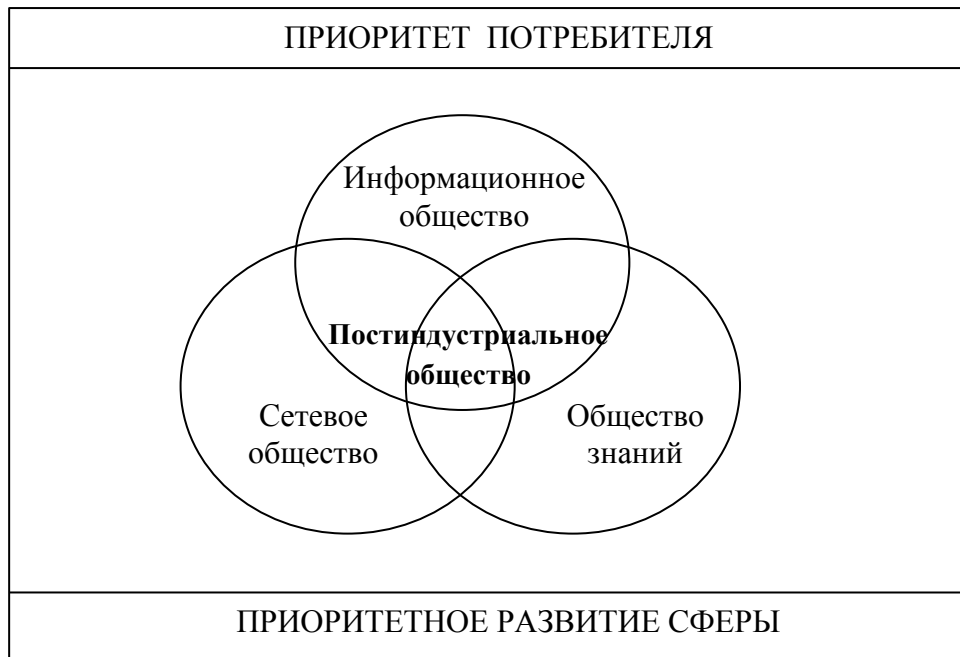 ПРИОРИТЕТ ПОТРЕБИТЕЛЯ
Информационное
общество
Постиндустриальное
общество
Сетевое
общество
Общество
знаний
ПРИОРИТЕТНОЕ РАЗВИТИЕ СФЕРЫ